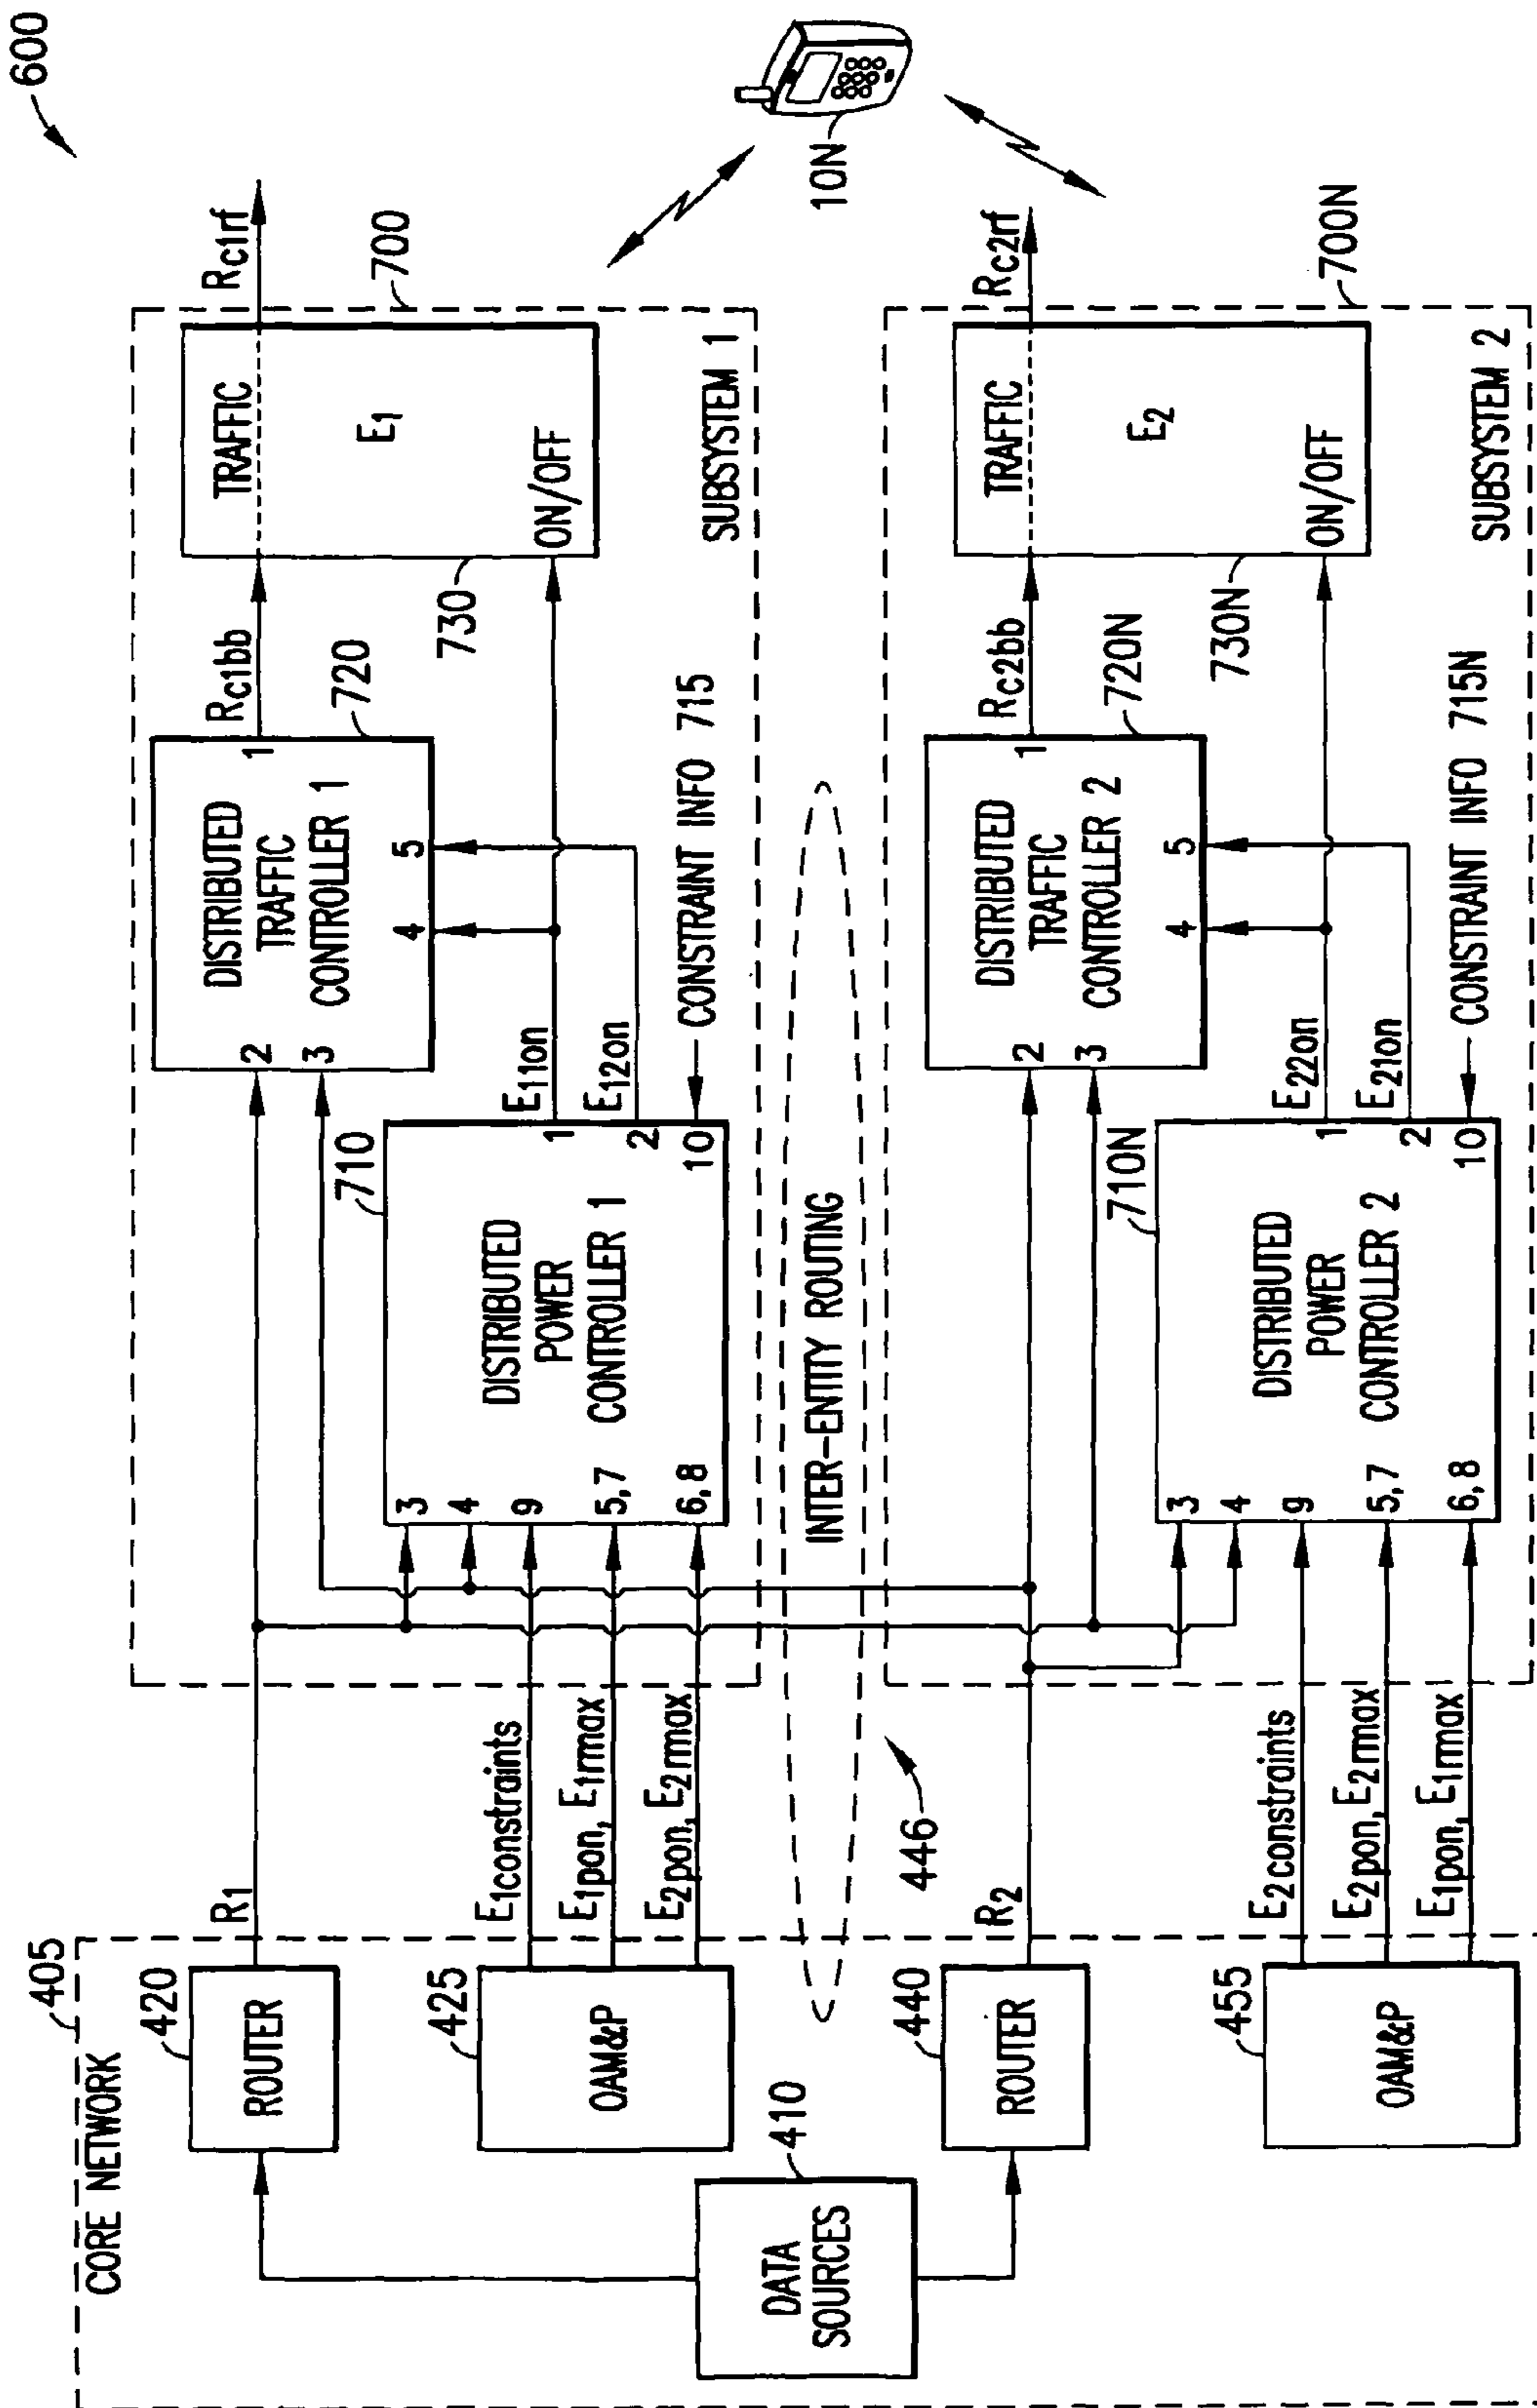 600
CORE NETWORK
405
DATA
SOURCES
410
420
ROUTER
R1
425
OAM&P
E1constraints
E1pon, E1rmax
E2pon, E2rmax
SUBSYSTEM 1
700
710
DISTRIBUTED
POWER
CONTROLLER 1
3
4
9
5, 7
6, 8
1
2
10
E11on
E12on
CONSTRAINT INFO 715
DISTRIBUTED
TRAFFIC
CONTROLLER 1
720
2
3
4
5
1
Rc1bb
730
TRAFFIC
E1
ON/OFF
Rc1rf
10N
INTER-ENTITY ROUTING
446
440
ROUTER
R2
455
OAM&P
E2constraints
E2pon, E2rmax
E1pon, E1rmax
SUBSYSTEM 2
700N
710N
DISTRIBUTED
POWER
CONTROLLER 2
3
4
9
5, 7
6, 8
1
2
10
E22on
E21on
CONSTRAINT INFO 715N
DISTRIBUTED
TRAFFIC
CONTROLLER 2
720N
2
3
4
5
1
Rc2bb
730N
TRAFFIC
E2
ON/OFF
Rc2rf